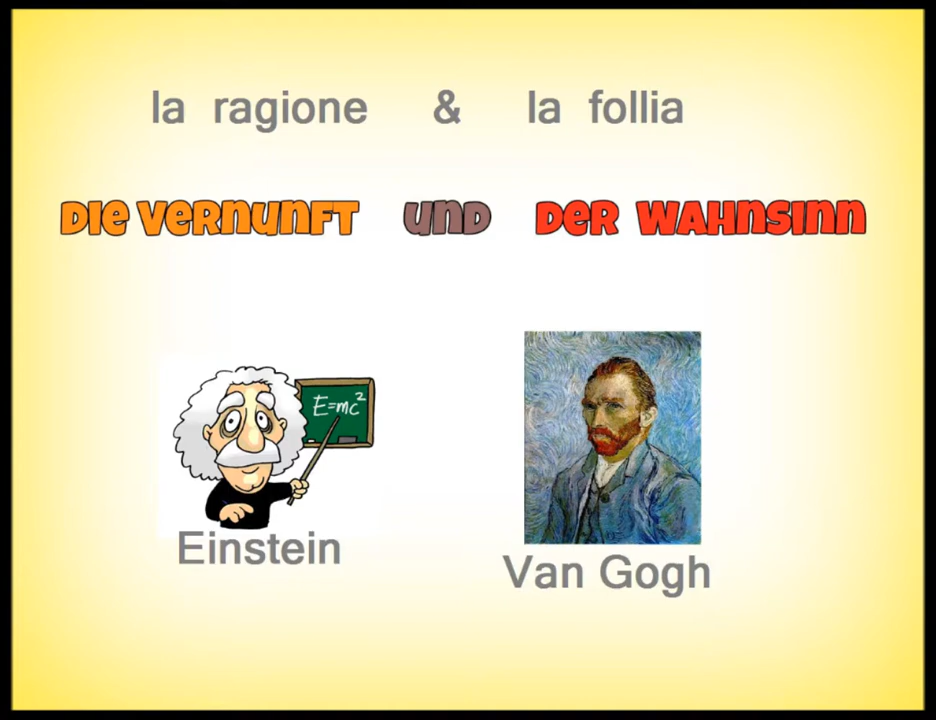 la ragione & la follia
Die Vernunft und Der Wahnsinn
E=mc²
Einstein
Van Gogh